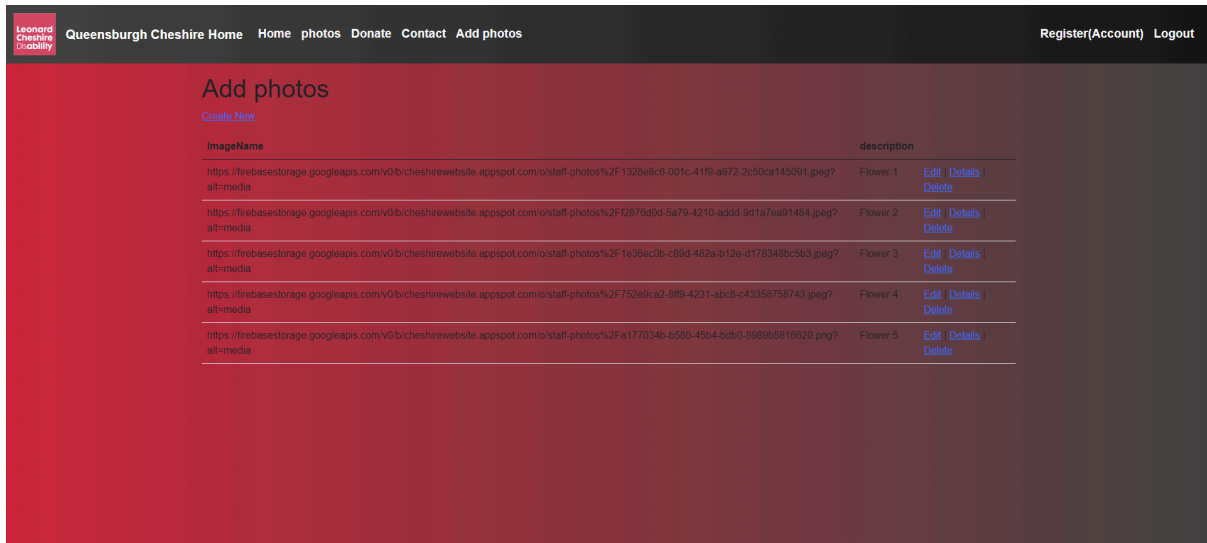 Leonard
Cheshire
Disability
Queensburgh Cheshire Home Home photos Donate Contact Add photos Register(Account) Logout
Add photos
Create New
ImageName description
https://firebasestorage.googleapis.com/v0/b/cheshirewebsite.appspot.com/o/staff-photos%2F1328e8c6-001c-41f9-a972-2c50ca145091.jpeg? Flower 1 Edit | Details |
alt=media Delete
https://firebasestorage.googleapis.com/v0/b/cheshirewebsite.appspot.com/o/staff-photos%2Ff2876d0d-5a79-4210-addd-9d1a7ea91484.jpeg? Flower 2 Edit | Details |
alt=media Delete
https://firebasestorage.googleapis.com/v0/b/cheshirewebsite.appspot.com/o/staff-photos%2F1e36ec0b-c89d-482a-b12e-d178348bc5b3.jpeg? Flower 3 Edit | Details |
alt=media Delete
https://firebasestorage.googleapis.com/v0/b/cheshirewebsite.appspot.com/o/staff-photos%2F752e9ca2-8ff9-4231-abc8-c43358758743.jpeg? Flower 4 Edit | Details |
alt=media Delete
https://firebasestorage.googleapis.com/v0/b/cheshirewebsite.appspot.com/o/staff-photos%2Fa177034b-b580-45b4-bdb0-8989b8816620.png? Flower 5 Edit | Details |
alt=media Delete